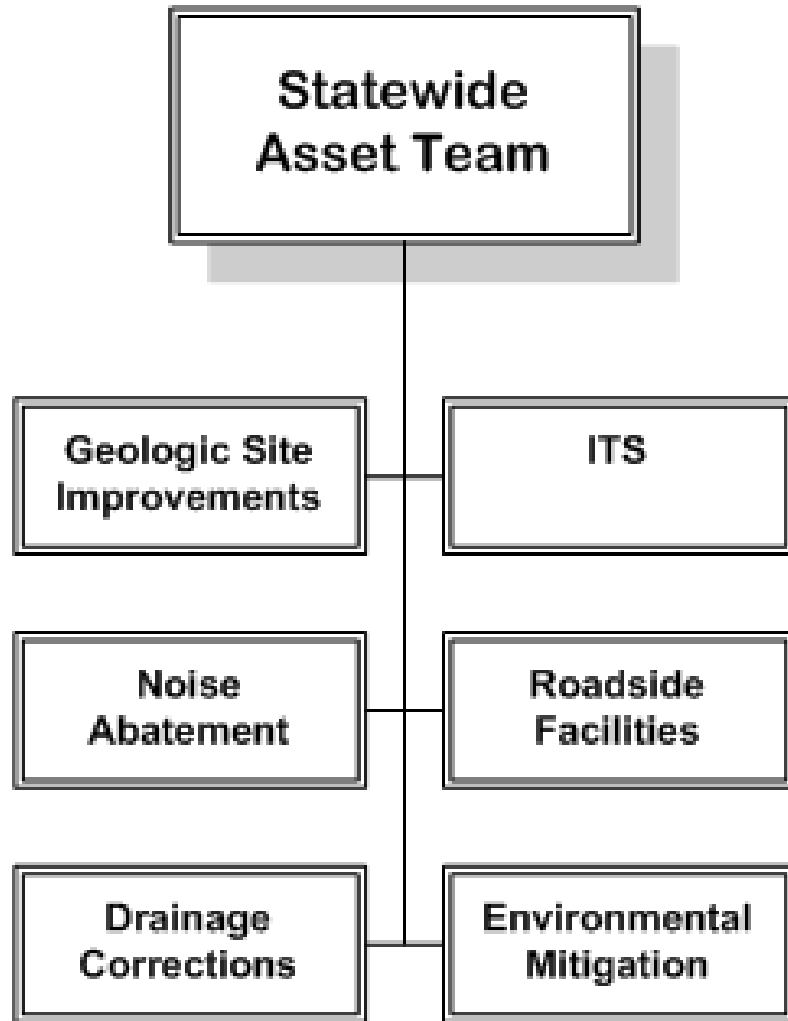 Statewide
Asset Team
Geologic Site
Improvements
ITS
Noise
Abatement
Roadside
Facilities
Drainage
Corrections
Environmental
Mitigation